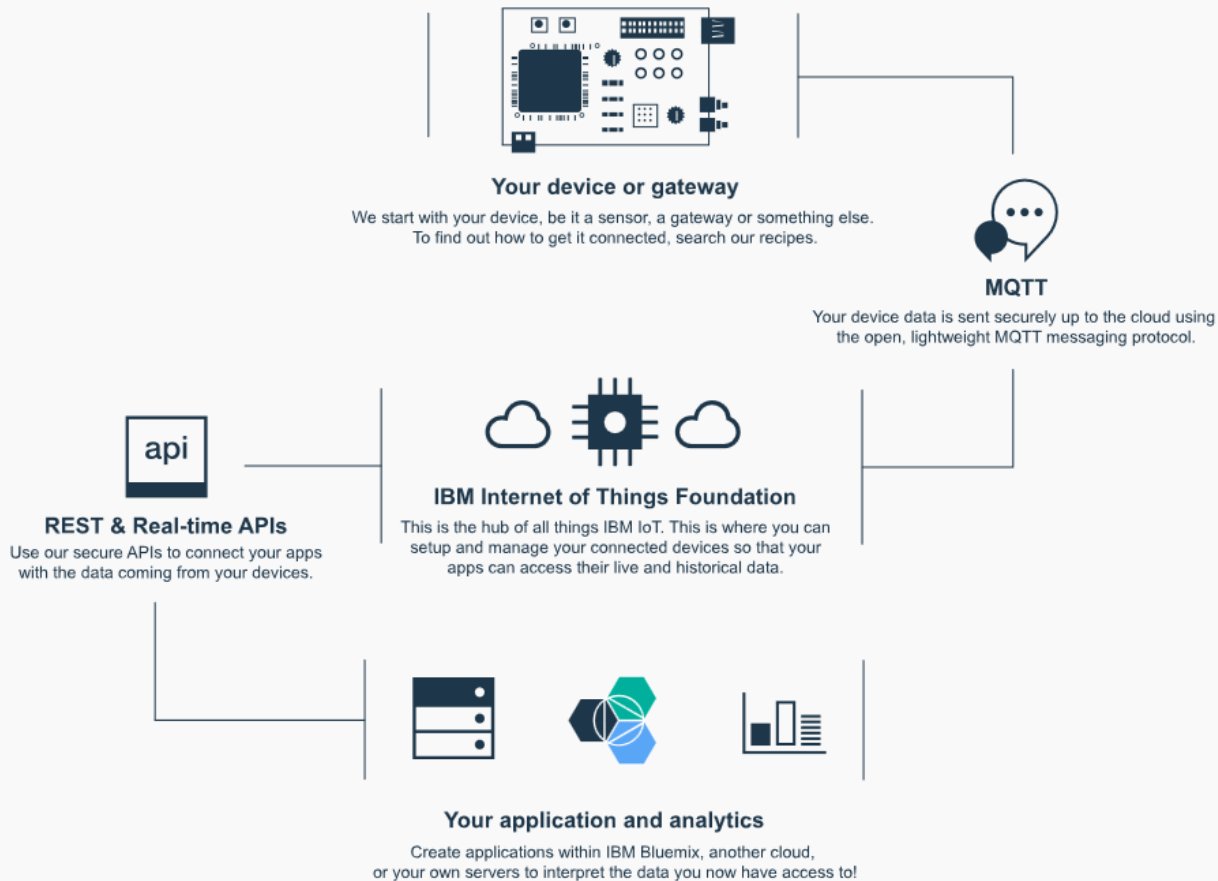 Your device or gateway
We start with your device, be it a sensor, a gateway or something else.
To find out how to get it connected, search our recipes.
MQTT
Your device data is sent securely up to the cloud using
the open, lightweight MQTT messaging protocol.
IBM Internet of Things Foundation
This is the hub of all things IBM IoT. This is where you can
setup and manage your connected devices so that your
apps can access their live and historical data.
api
REST & Real-time APIs
Use our secure APIs to connect your apps
with the data coming from your devices.
Your application and analytics
Create applications within IBM Bluemix, another cloud,
or your own servers to interpret the data you now have access to!